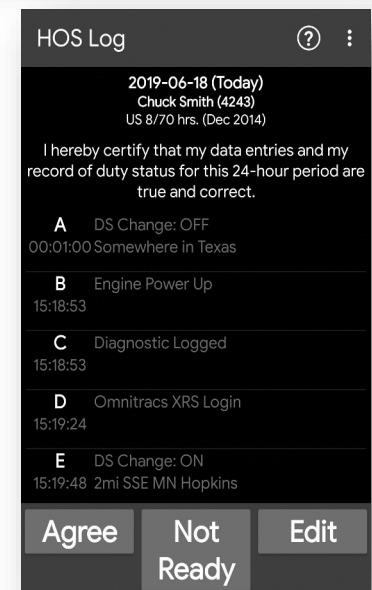 HOS Log ?
2019-06-18 (Today)
Chuck Smith (4243)
US 8/70 hrs. (Dec 2014)
I hereby certify that my data entries and my
record of duty status for this 24-hour period are
true and correct.
A DS Change: OFF
00:01:00 Somewhere in Texas
B Engine Power Up
15:18:53
C Diagnostic Logged
15:18:53
D Omnitracs XRS Login
15:19:24
E DS Change: ON
15:19:48 2mi SSE MN Hopkins
Agree Not Edit
Ready